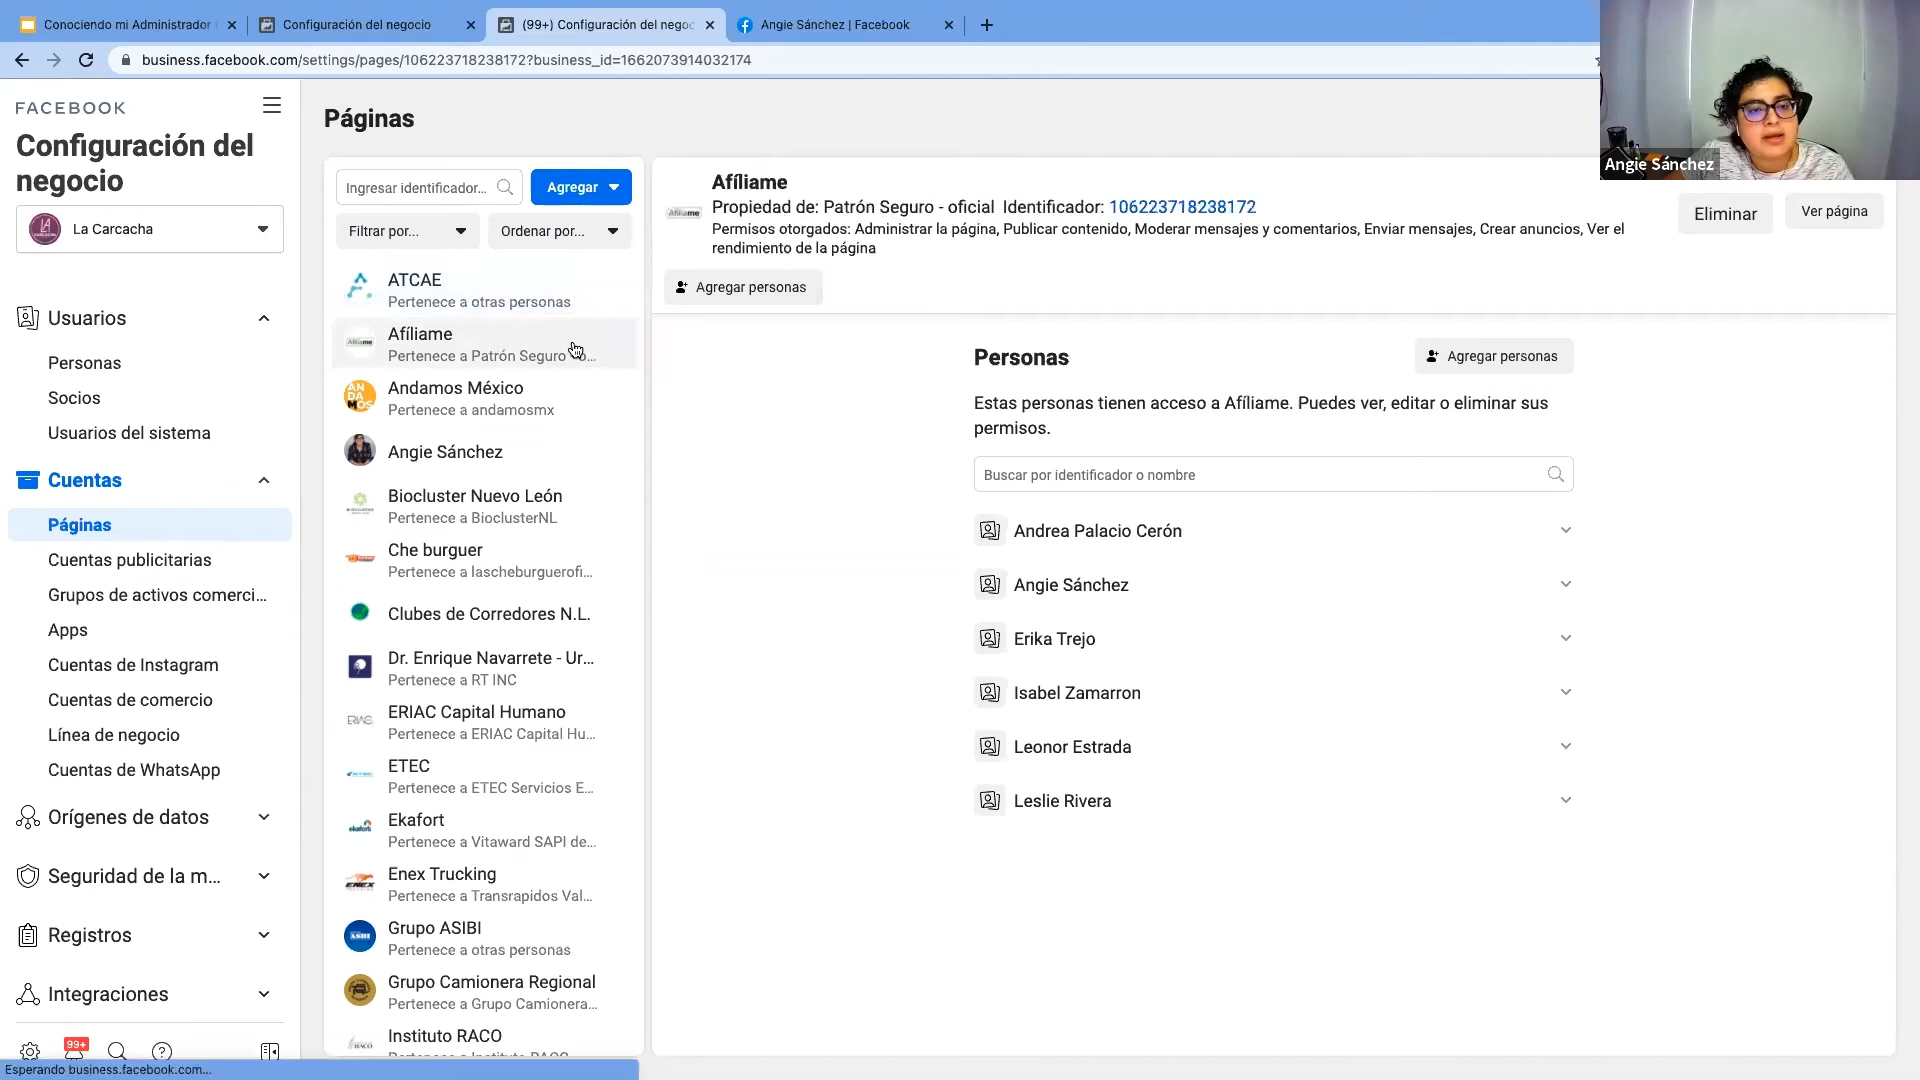 Conociendo mi Administrador
Configuración del negocio
(99+) Configuración del negoc
Angie Sánchez | Facebook
business.facebook.com/settings/pages/106223718238172?business_id=1662073914032174
Angie Sánchez
FACEBOOK
Configuración del
negocio
La Carcacha
Usuarios
Personas
Socios
Usuarios del sistema
Cuentas
Páginas
Cuentas publicitarias
Grupos de activos comerci...
Apps
Cuentas de Instagram
Cuentas de comercio
Línea de negocio
Cuentas de WhatsApp
Orígenes de datos
Seguridad de la m...
Registros
Integraciones
99+
Esperando business.facebook.com...
Páginas
Ingresar identificador...
Agregar
Filtrar por...
Ordenar por...
ATCAE
Pertenece a otras personas
Afíliame
Pertenece a Patrón Seguro - o...
Andamos México
Pertenece a andamosmx
Angie Sánchez
Biocluster Nuevo León
Pertenece a BioclusterNL
Che burguer
Pertenece a lascheburguerofi...
Clubes de Corredores N.L.
Dr. Enrique Navarrete - Ur...
Pertenece a RT INC
ERIAC Capital Humano
Pertenece a ERIAC Capital Hu...
ETEC
Pertenece a ETEC Servicios E...
Ekafort
Pertenece a Vitaward SAPI de...
Enex Trucking
Pertenece a Transrapidos Val...
Grupo ASIBI
Pertenece a otras personas
Grupo Camionera Regional
Pertenece a Grupo Camionera...
Instituto RACO
Pertenece a Instituto RACO
Afíliame
Propiedad de: Patrón Seguro - oficial Identificador: 106223718238172
Permisos otorgados: Administrar la página, Publicar contenido, Moderar mensajes y comentarios, Enviar mensajes, Crear anuncios, Ver el
rendimiento de la página
Eliminar
Ver página
Agregar personas
Personas
Agregar personas
Estas personas tienen acceso a Afíliame. Puedes ver, editar o eliminar sus
permisos.
Buscar por identificador o nombre
Andrea Palacio Cerón
Angie Sánchez
Erika Trejo
Isabel Zamarron
Leonor Estrada
Leslie Rivera